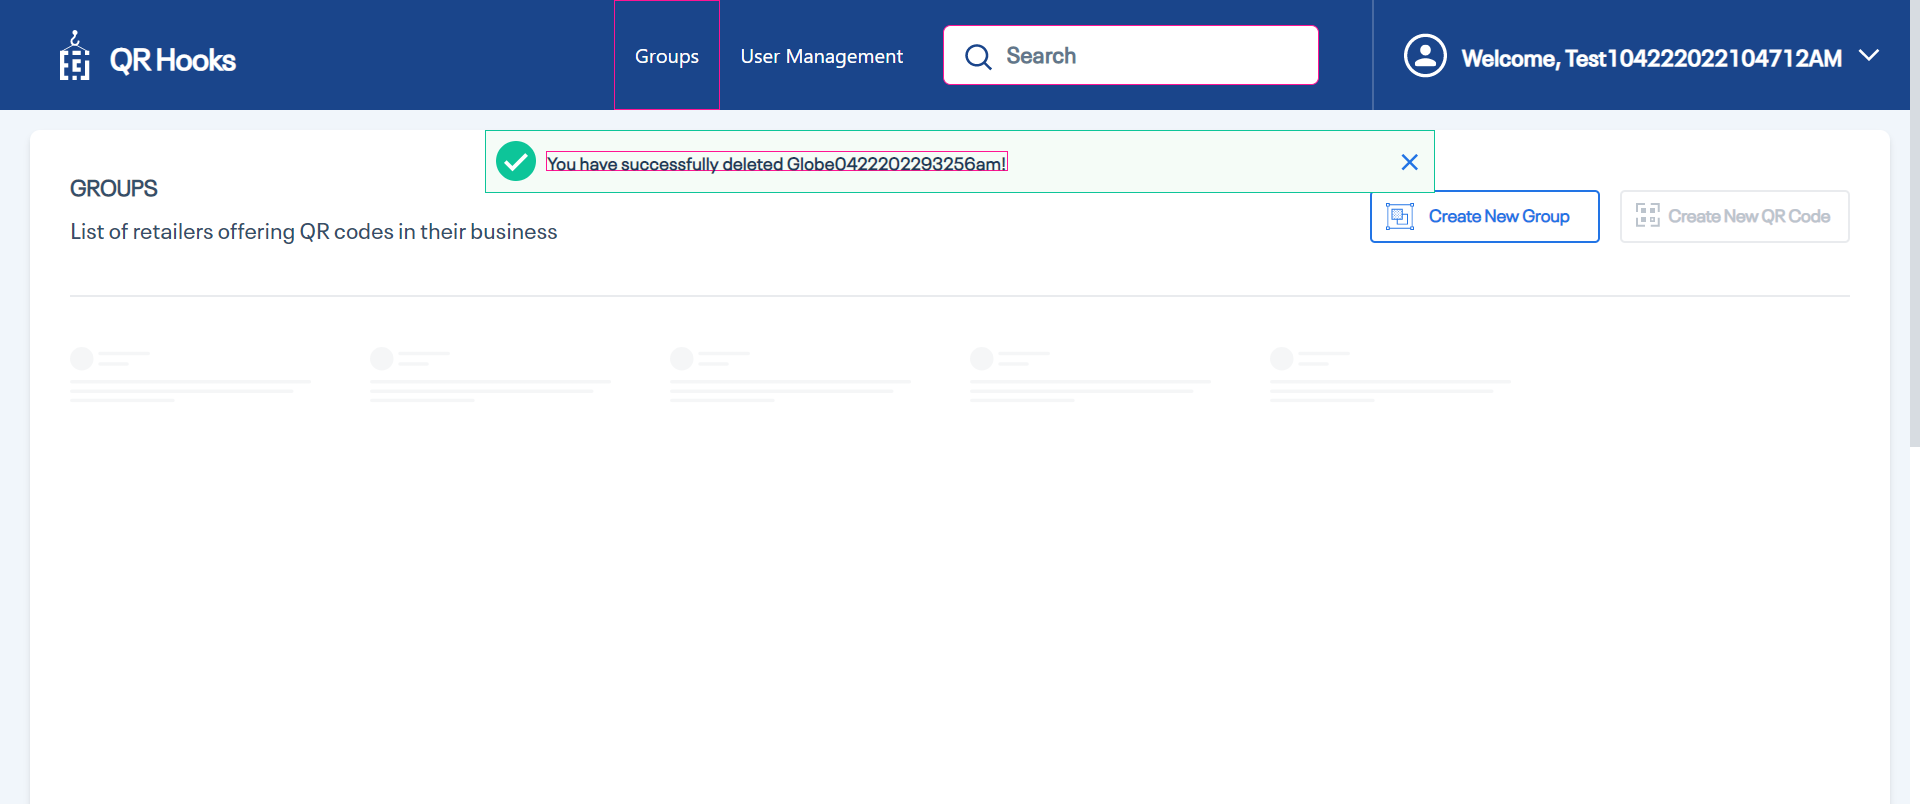 QR Hooks
Groups
User Management
Search
Welcome, Test104222022104712AM
You have successfully deleted Globe0422202293256am!
GROUPS
List of retailers offering QR codes in their business
Create New Group
Create New QR Code